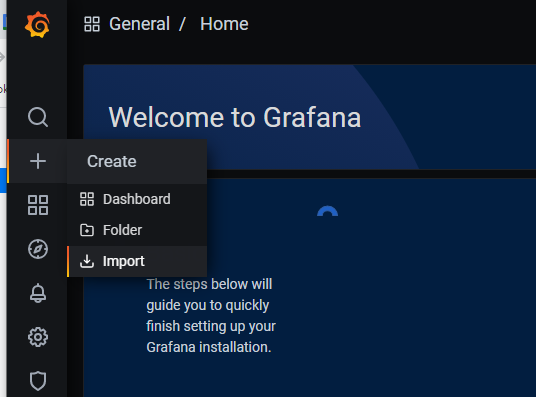 General / Home
Welcome to Grafana
Create
Dashboard
Folder
Import
The steps below will
guide you to quickly
finish setting up your
Grafana installation.